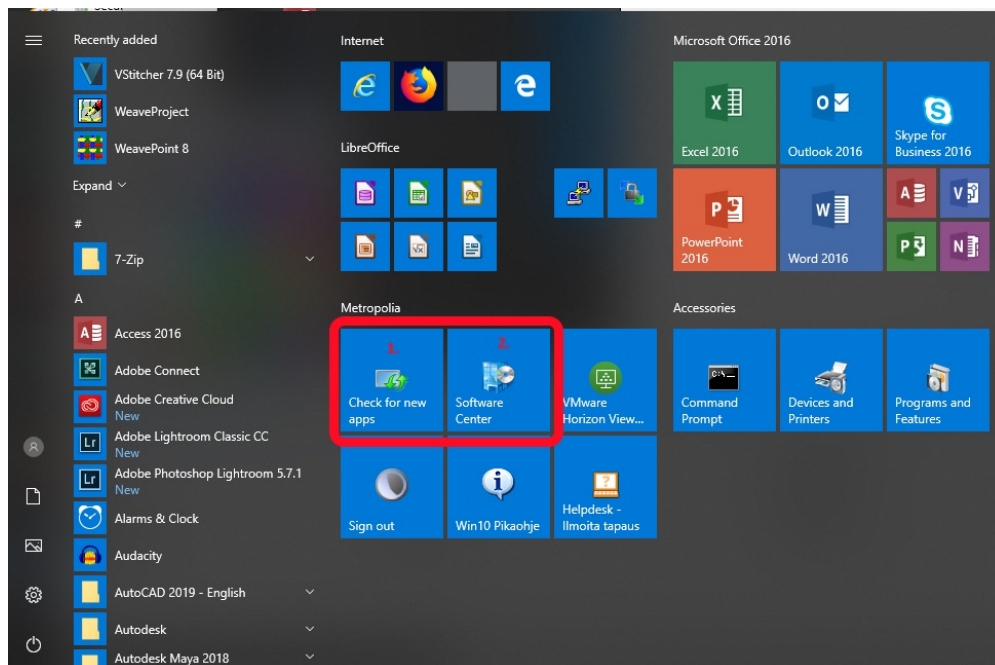 Recently added
VStitcher 7.9 (64 Bit)
WeaveProject
WeavePoint 8
Expand
#
7-Zip
A
Access 2016
Adobe Connect
Adobe Creative Cloud
New
Adobe Lightroom Classic CC
New
Adobe Photoshop Lightroom 5.7.1
New
Alarms & Clock
Audacity
AutoCAD 2019 - English
Autodesk
Autodesk Maya 2018
Internet
LibreOffice
Metropolia
1.
Check for new
apps
2.
Software
Center
VMware
Horizon View...
Sign out
Win10 Pikaohje
Helpdesk -
Ilmoita tapaus
Microsoft Office 2016
Excel 2016
Outlook 2016
Skype for
Business 2016
PowerPoint
2016
Word 2016
Accessories
Command
Prompt
Devices and
Printers
Programs and
Features